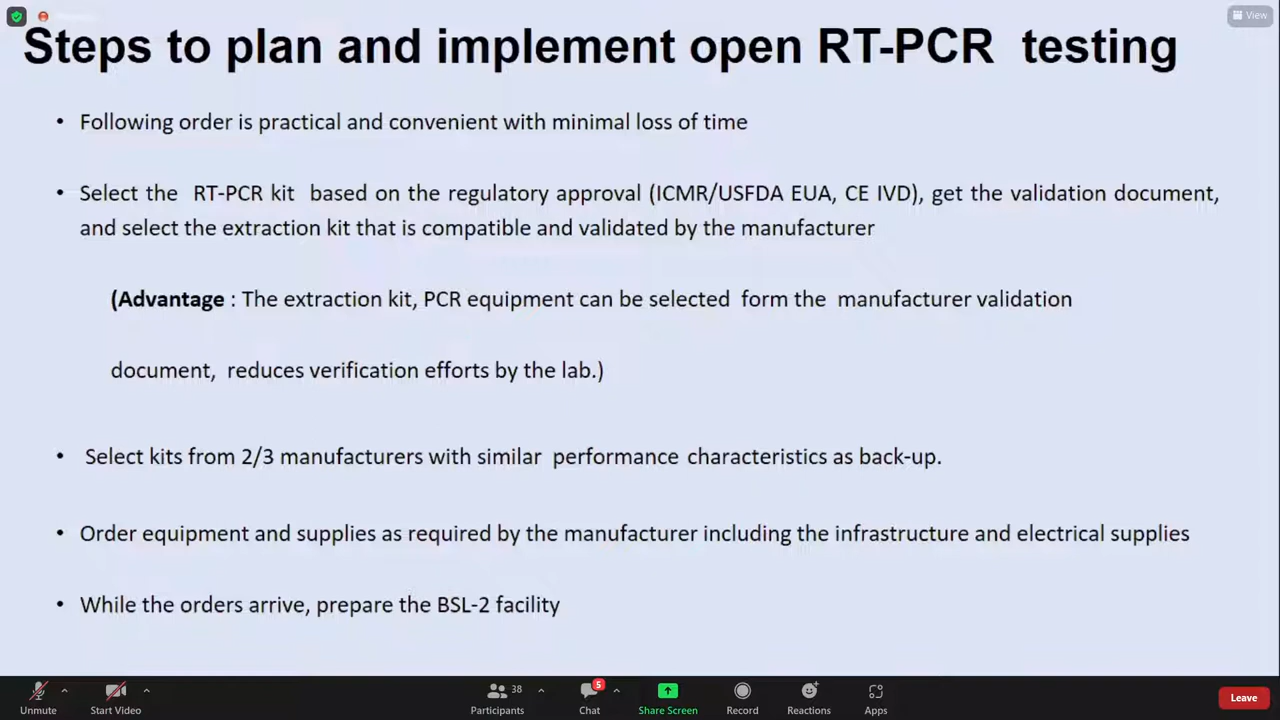 View
Steps to plan and implement open RT-PCR testing
• Following order is practical and convenient with minimal loss of time
• Select the RT-PCR kit based on the regulatory approval (ICMR/USFDA EUA, CE IVD), get the validation document,
and select the extraction kit that is compatible and validated by the manufacturer
(Advantage : The extraction kit, PCR equipment can be selected form the manufacturer validation
document, reduces verification efforts by the lab.)
• Select kits from 2/3 manufacturers with similar performance characteristics as back-up.
• Order equipment and supplies as required by the manufacturer including the infrastructure and electrical supplies
• While the orders arrive, prepare the BSL-2 facility
38
5
Unmute
Start Video
Participants
Chat
Share Screen
Record
Reactions
Apps
Leave